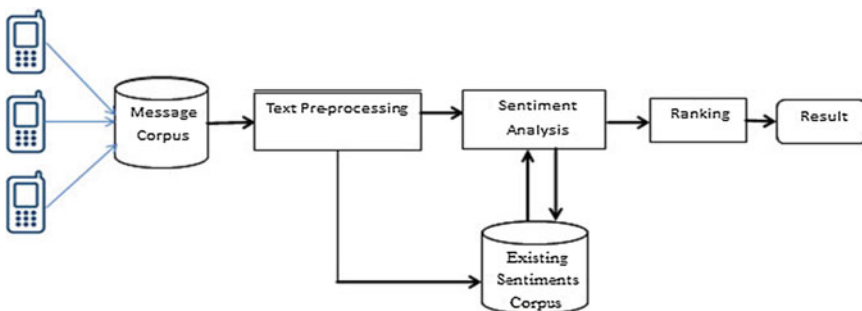 Message
Corpus
Text Pre-processing
Sentiment
Analysis
Ranking
Result
Existing
Sentiments
Corpus